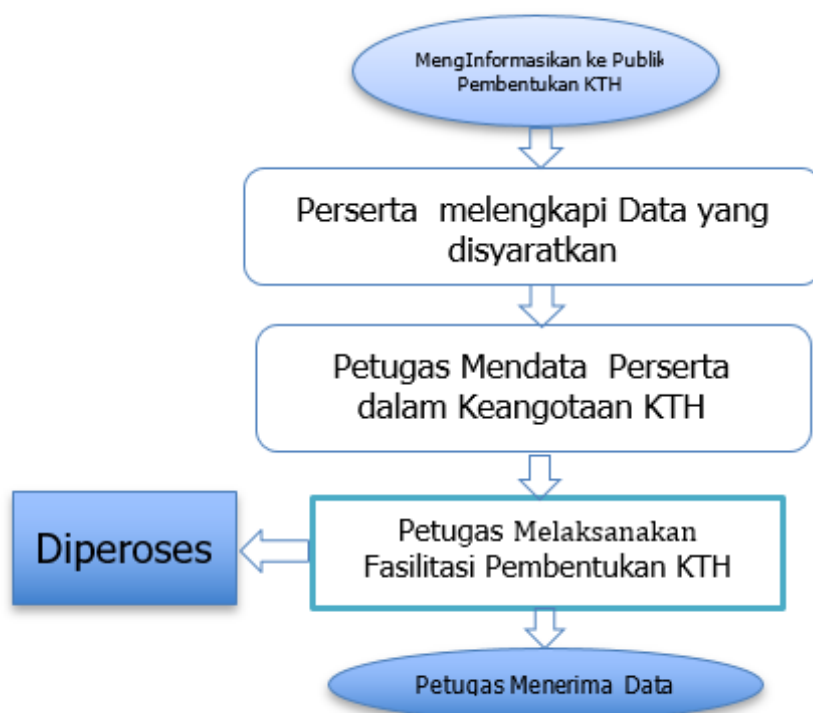 MengInformasikan ke Publik
Pembentukan KTH
Perserta melengkapi Data yang
disyaratkan
Petugas Mendata Perserta
dalam Keangotaan KTH
Petugas Melaksanakan
Fasilitasi Pembentukan KTH
Diperoses
Petugas Menerima Data